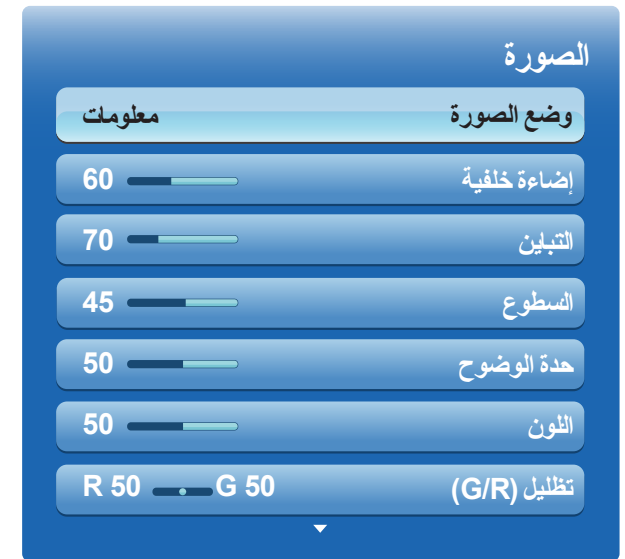 الصورة
وضع الصورة معلومات
إضاءة خلفية 60
التباين 70
السطوع 45
حدة الوضوح 50
اللون 50
تظليل (G/R) R 50 G 50